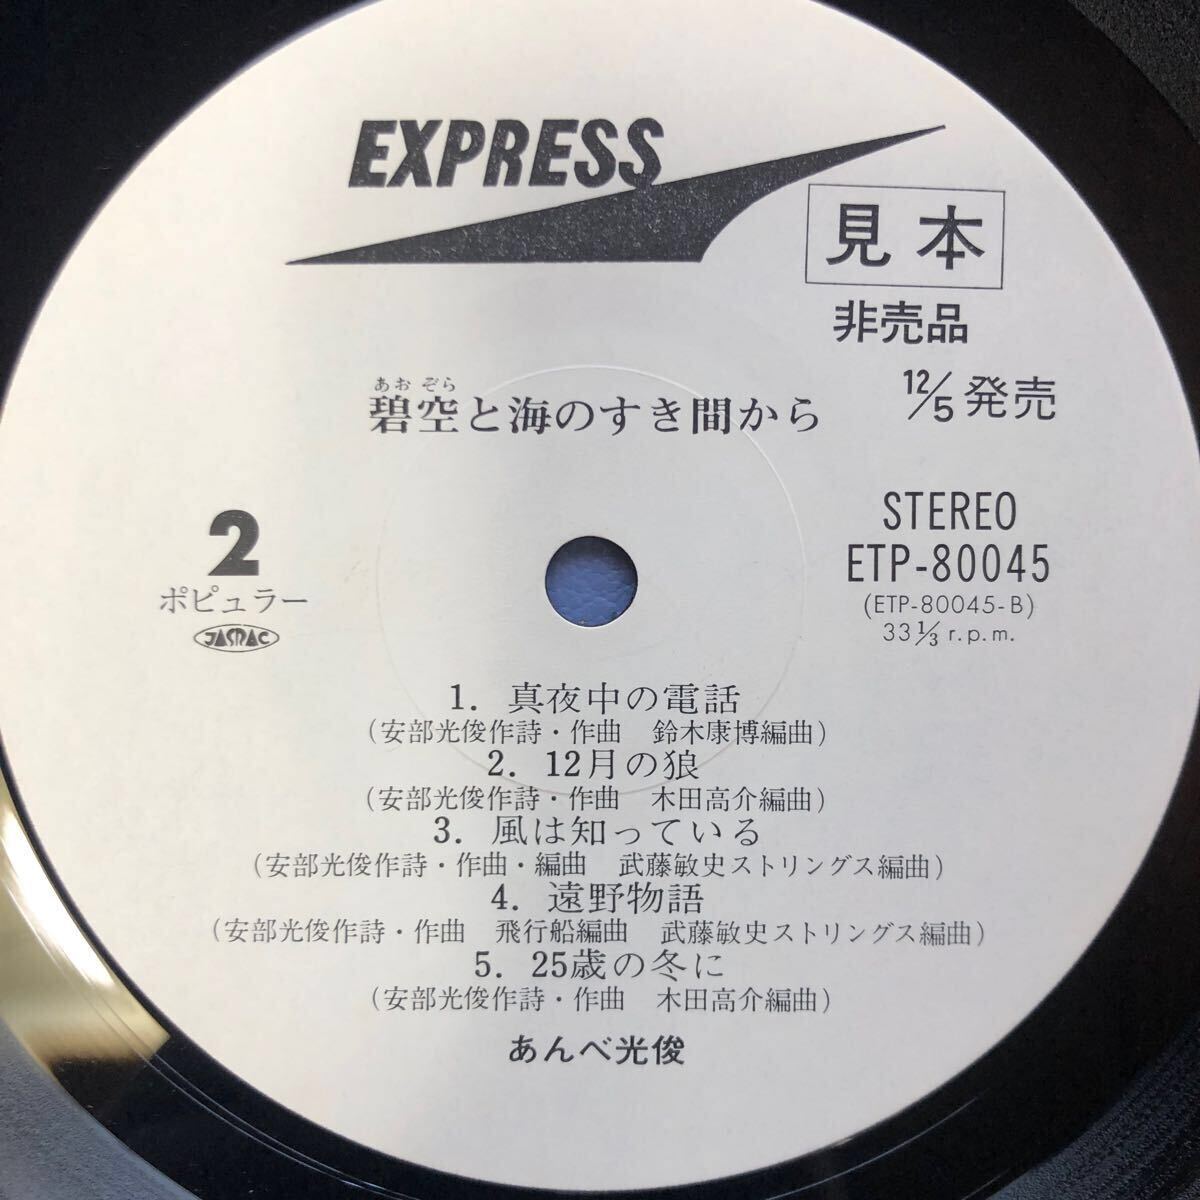 EXPRESS
見本
非売品
12/5発売
あおぞら
碧空と海のすき間から
2
ポピュラー
JASRAC
STEREO
ETP-80045
(ETP-80045-B)
33 1/3 r.p.m.
1. 真夜中の電話
(安部光俊作詩・作曲 鈴木康博編曲)
2. 12月の狼
(安部光俊作詩・作曲 木田高介編曲)
3. 風は知っている
(安部光俊作詩・作曲・編曲 武藤敏史ストリングス編曲)
4. 遠野物語
(安部光俊作詩・作曲 飛行船編曲 武藤敏史ストリングス編曲)
5. 25歳の冬に
(安部光俊作詩・作曲 木田高介編曲)
あんべ光俊